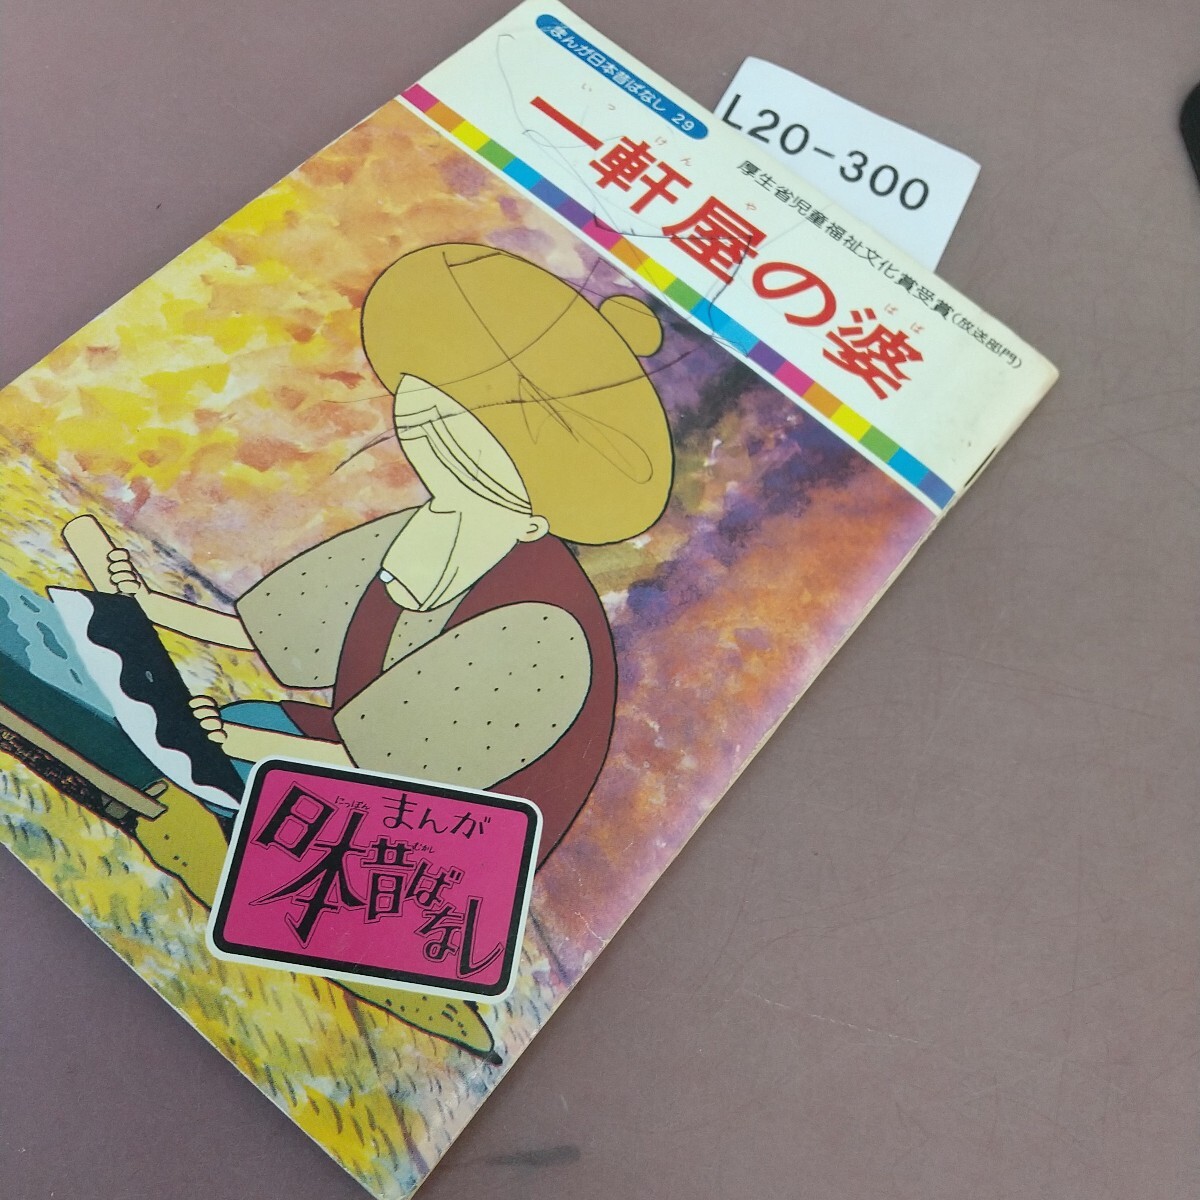 まんが日本昔ばなし 29
L20-300
いっけんや ばば
一軒屋の婆
厚生省児童福祉文化賞受賞(放送部門)
まんが
にっぽん むかし
日本昔ばなし